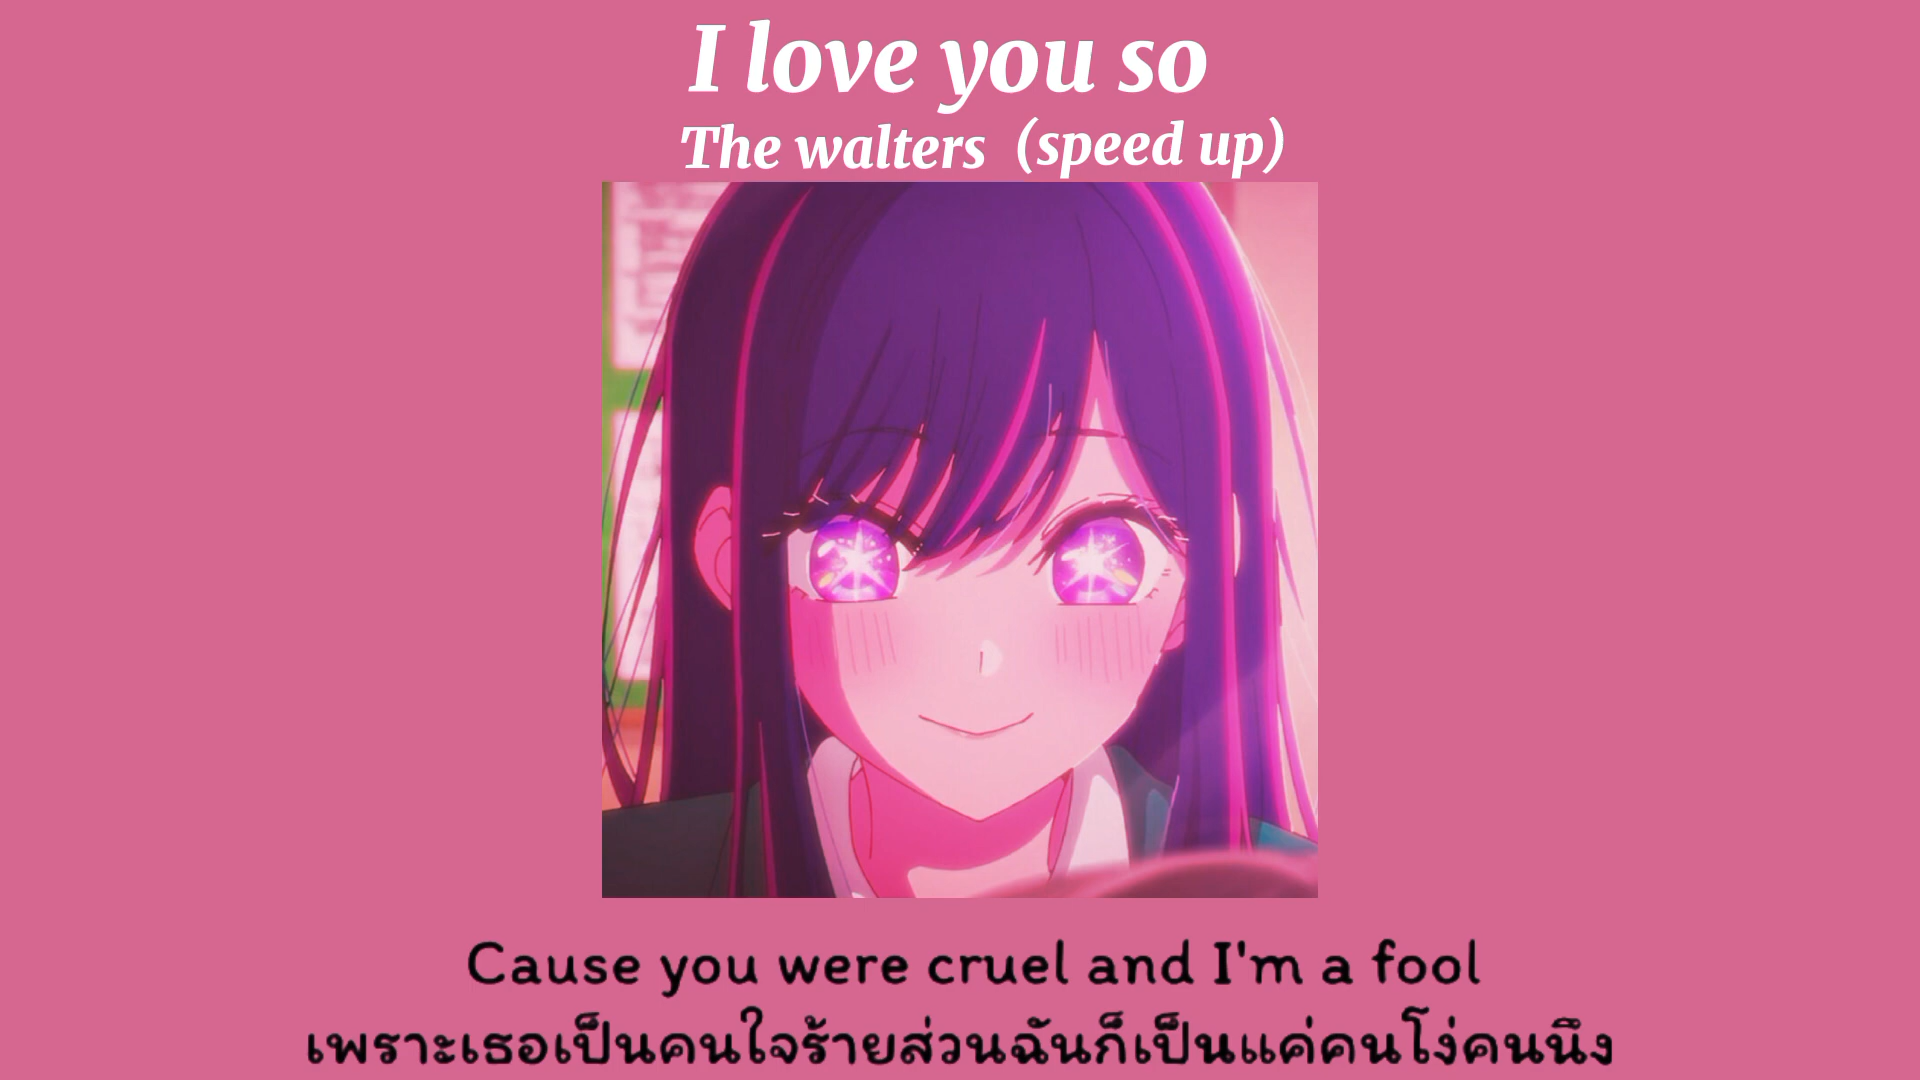 I love you so
The walters (speed up)
Cause you were cruel and I'm a fool
เพราะเธอเป็นคนใจร้ายส่วนฉันก็เป็นแค่คนโง่คนนึง